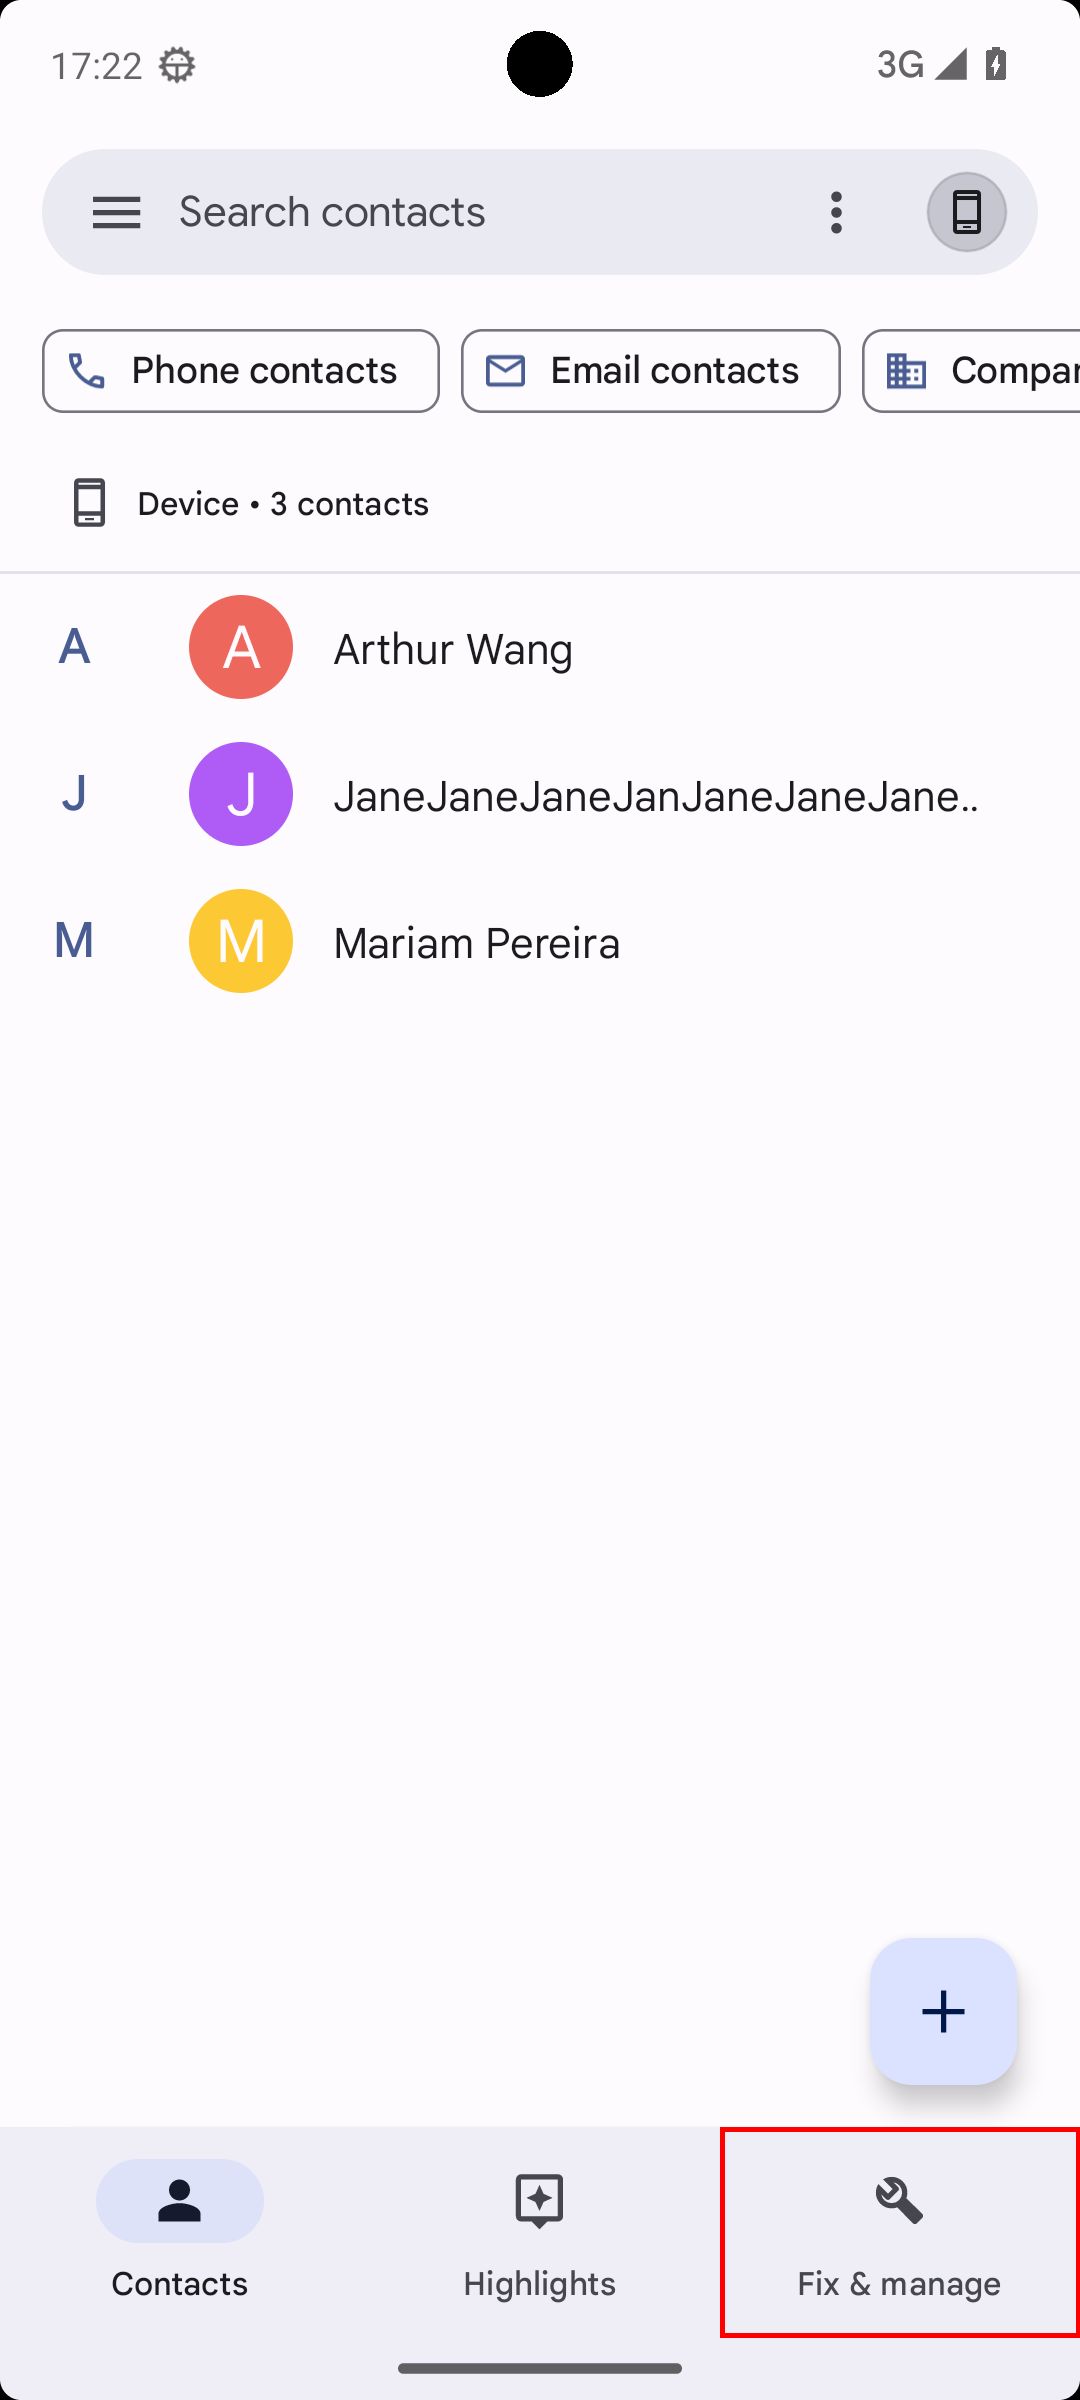 17:22 3G
Search contacts
Phone contacts Email contacts Compan
Device • 3 contacts
A A Arthur Wang
J J JaneJaneJaneJanJaneJaneJane..
M M Mariam Pereira
Contacts Highlights Fix & manage